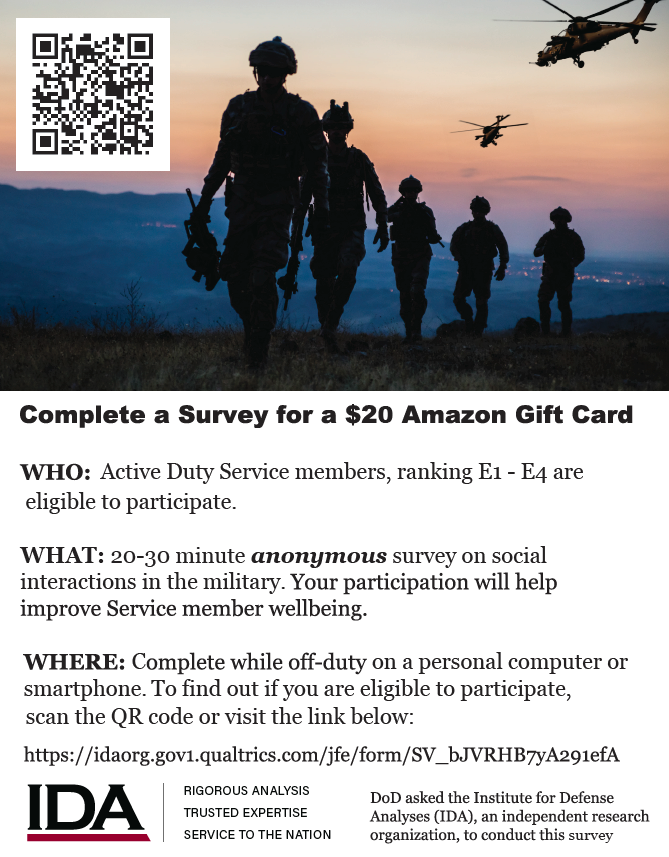 Complete a Survey for a $20 Amazon Gift Card
WHO: Active Duty Service members, ranking E1 - E4 are
eligible to participate.
WHAT: 20-30 minute anonymous survey on social
interactions in the military. Your participation will help
improve Service member wellbeing.
WHERE: Complete while off-duty on a personal computer or
smartphone. To find out if you are eligible to participate,
scan the QR code or visit the link below:
https://idaorg.gov1.qualtrics.com/jfe/form/SV_bJVRHB7yA291efA
IDA
RIGOROUS ANALYSIS
TRUSTED EXPERTISE
SERVICE TO THE NATION
DoD asked the Institute for Defense
Analyses (IDA), an independent research
organization, to conduct this survey